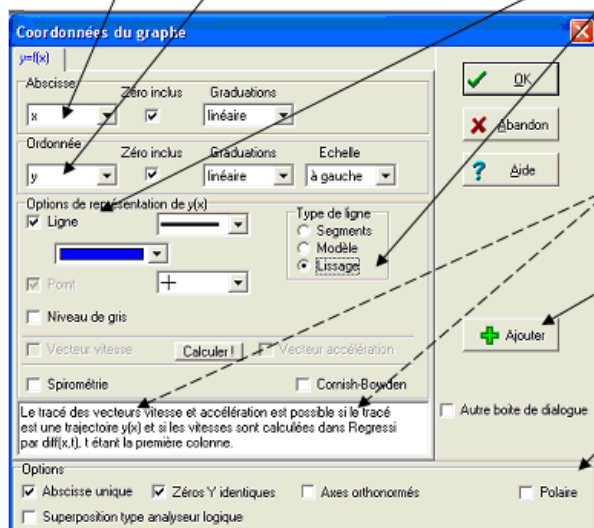 Coordonnées du graphe
y=f(x)
Abscisse
Zéro inclus Graduations
x linéaire
OK
Abandon
Aide
Ordonnée
Zéro inclus Graduations Echelle
y linéaire à gauche
Options de représentation de y(x)
Ligne
Type de ligne
Segments
Modèle
Lissage
Point
Niveau de gris
Ajouter
Vecteur vitesse Calculer ! Vecteur accélération
Spirométrie Cornish-Bowden
Le tracé des vecteurs vitesse et accélération est possible si le tracé
est une trajectoire y(x) et si les vitesses sont calculées dans Regressi
par diff(x,t), t étant la première colonne.
Autre boite de dialogue
Options
Abscisse unique Zéros Y identiques Axes orthonormés Polaire
Superposition type analyseur logique